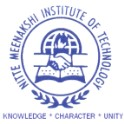 NITTE MEENAKSHI INSTITUTE OF TECHNOLOGY
KNOWLEDGE * CHARACTER * UNITY